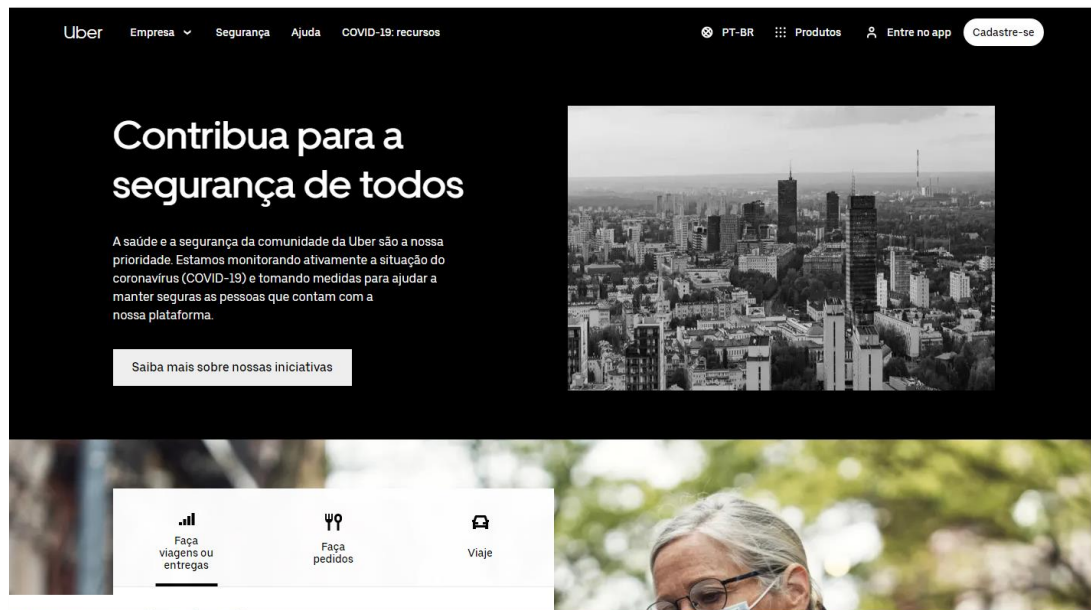 Uber Empresa Segurança Ajuda COVID-19: recursos PT-BR Produtos Entre no app Cadastre-se
Contribua para a
segurança de todos
A saúde e a segurança da comunidade da Uber são a nossa
prioridade. Estamos monitorando ativamente a situação do
coronavírus (COVID-19) e tomando medidas para ajudar a
manter seguras as pessoas que contam com a
nossa plataforma.
Saiba mais sobre nossas iniciativas
Faça
viagens ou
entregas
Faça
pedidos
Viaje